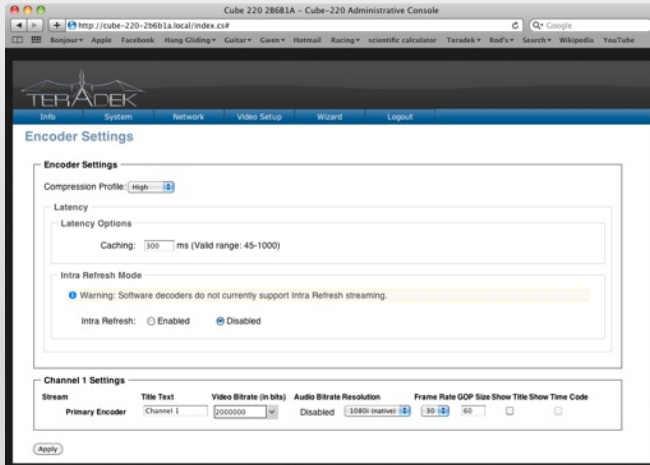 Cube 220 2B681A - Cube-220 Administrative Console
http://cube-220-2b6b1a.local/index.cs#
Google
Bonjour Apple Facebook Hang Gliding Guitar Gwen Hotmail Racing scientific calculator Teradek Rod's Search Wikipedia YouTube
TERADEK
Info System Network Video Setup Wizard Logout
Encoder Settings
Encoder Settings
Compression Profile: High
Latency
Latency Options
Caching: 300 ms (Valid range: 45-1000)
Intra Refresh Mode
Warning: Software decoders do not currently support Intra Refresh streaming.
Intra Refresh: Enabled Disabled
Channel 1 Settings
Stream Title Text Video Bitrate (in bits) Audio Bitrate Resolution Frame Rate GOP Size Show Title Show Time Code
Primary Encoder Channel 1 2000000 Disabled 1080i (native) 30 60
Apply